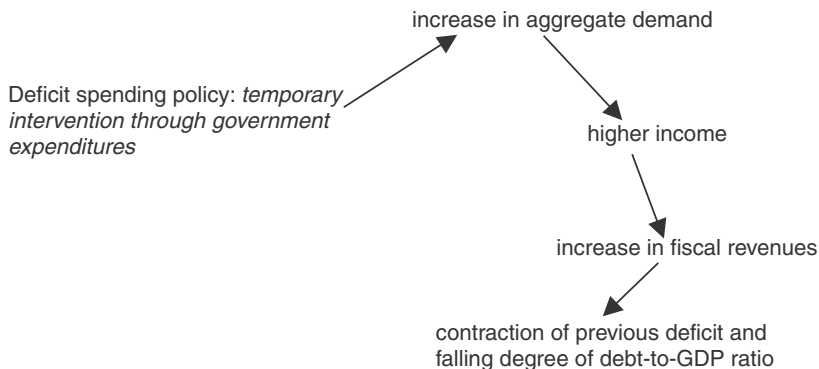 increase in aggregate demand
Deficit spending policy: temporary
intervention through government
expenditures
higher income
increase in fiscal revenues
contraction of previous deficit and
falling degree of debt-to-GDP ratio